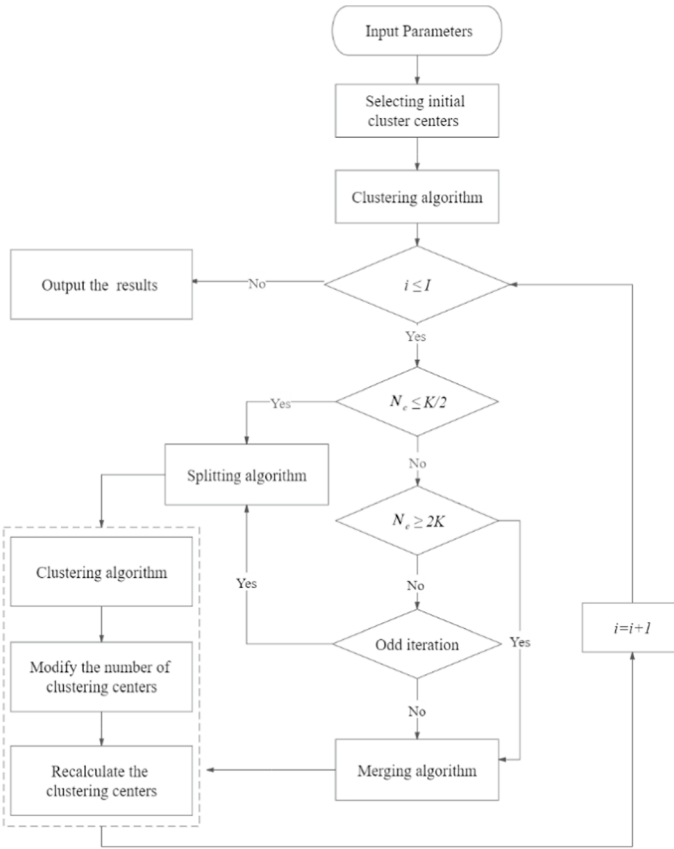 Input Parameters
Selecting initial
cluster centers
Clustering algorithm
i ≤ I
No
Output the results
Yes
N_c ≤ K/2
Yes
No
Splitting algorithm
N_c ≥ 2K
Clustering algorithm
Yes
No
Odd iteration
Yes
i=i+1
Modify the number of
clustering centers
No
Recalculate the
clustering centers
Merging algorithm